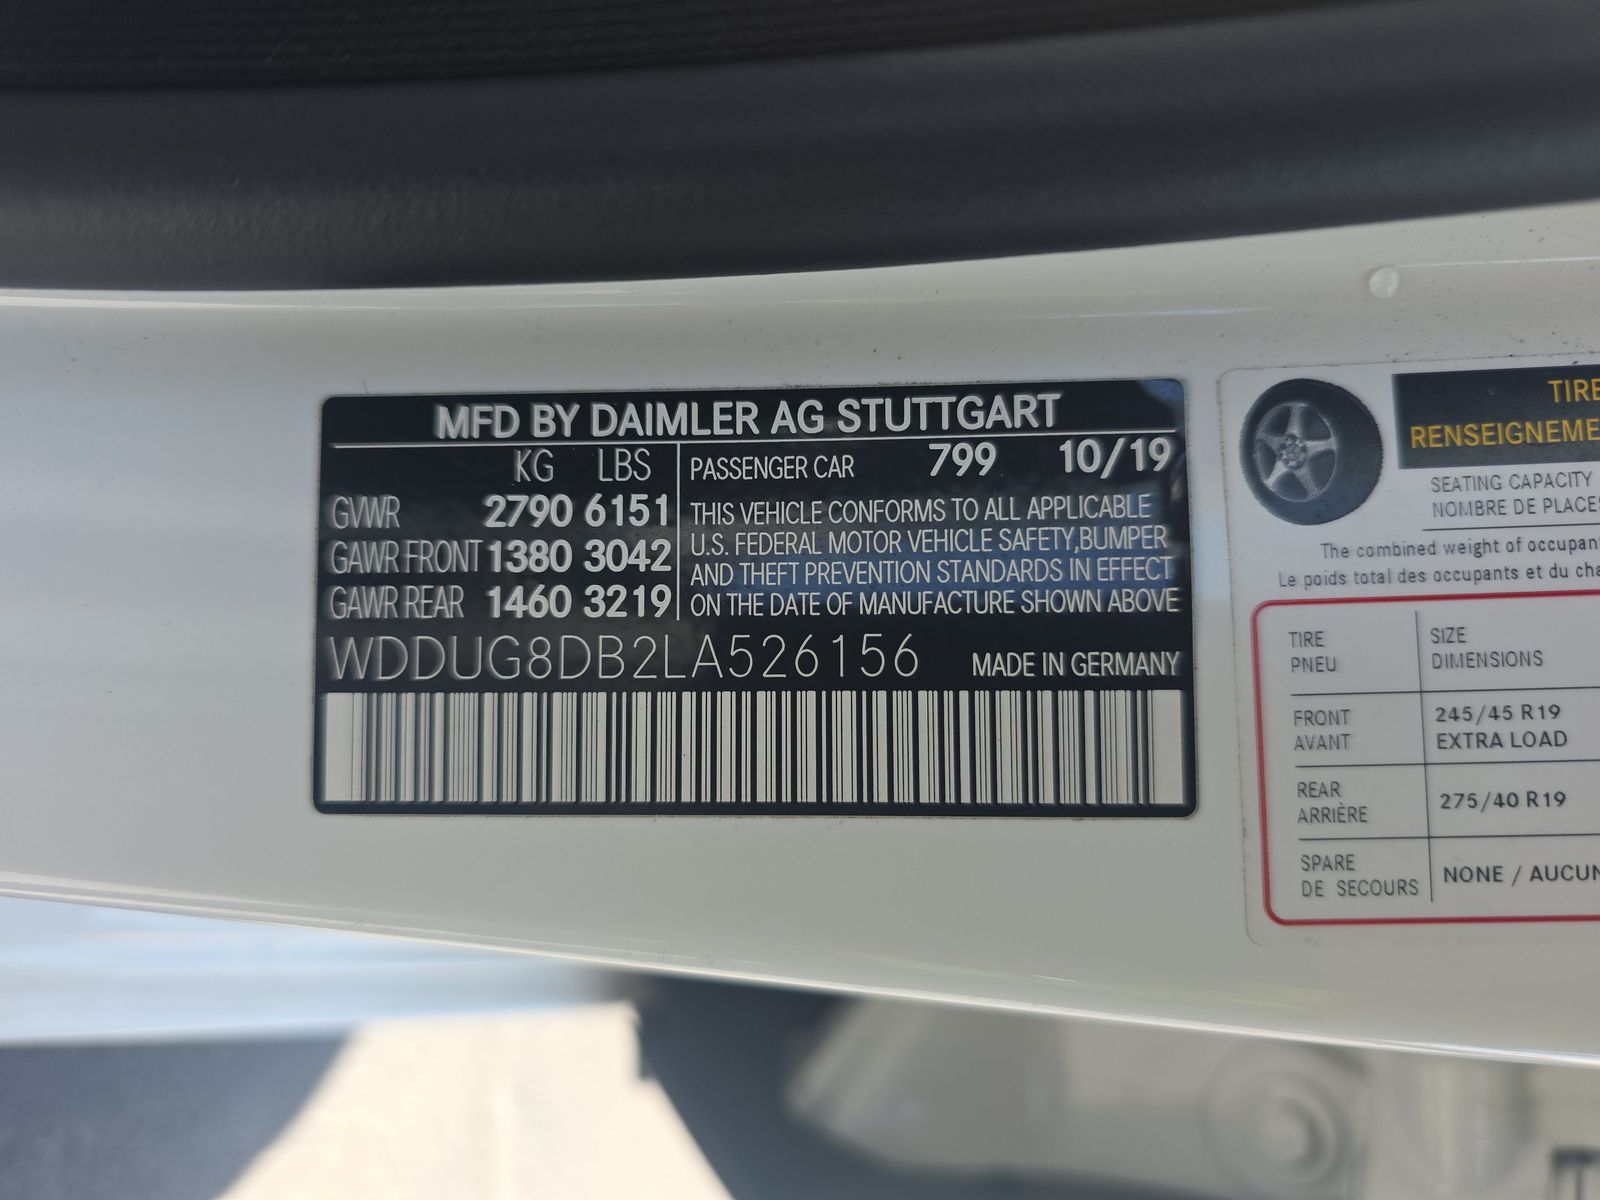 MFD BY DAIMLER AG STUTTGART
KG LBS
GVWR 2790 6151
GAWR FRONT 1380 3042
GAWR REAR 1460 3219
PASSENGER CAR 799 10/19
THIS VEHICLE CONFORMS TO ALL APPLICABLE
U.S. FEDERAL MOTOR VEHICLE SAFETY,BUMPER
AND THEFT PREVENTION STANDARDS IN EFFECT
ON THE DATE OF MANUFACTURE SHOWN ABOVE
WDDUG8DB2LA526156 MADE IN GERMANY
TIRE
RENSEIGNEME
SEATING CAPACITY
NOMBRE DE PLACES
The combined weight of occupan
Le poids total des occupants et du cha
TIRE SIZE
PNEU DIMENSIONS
FRONT 245/45 R19
AVANT EXTRA LOAD
REAR 275/40 R19
ARRIÈRE
SPARE NONE / AUCUN
DE SECOURS